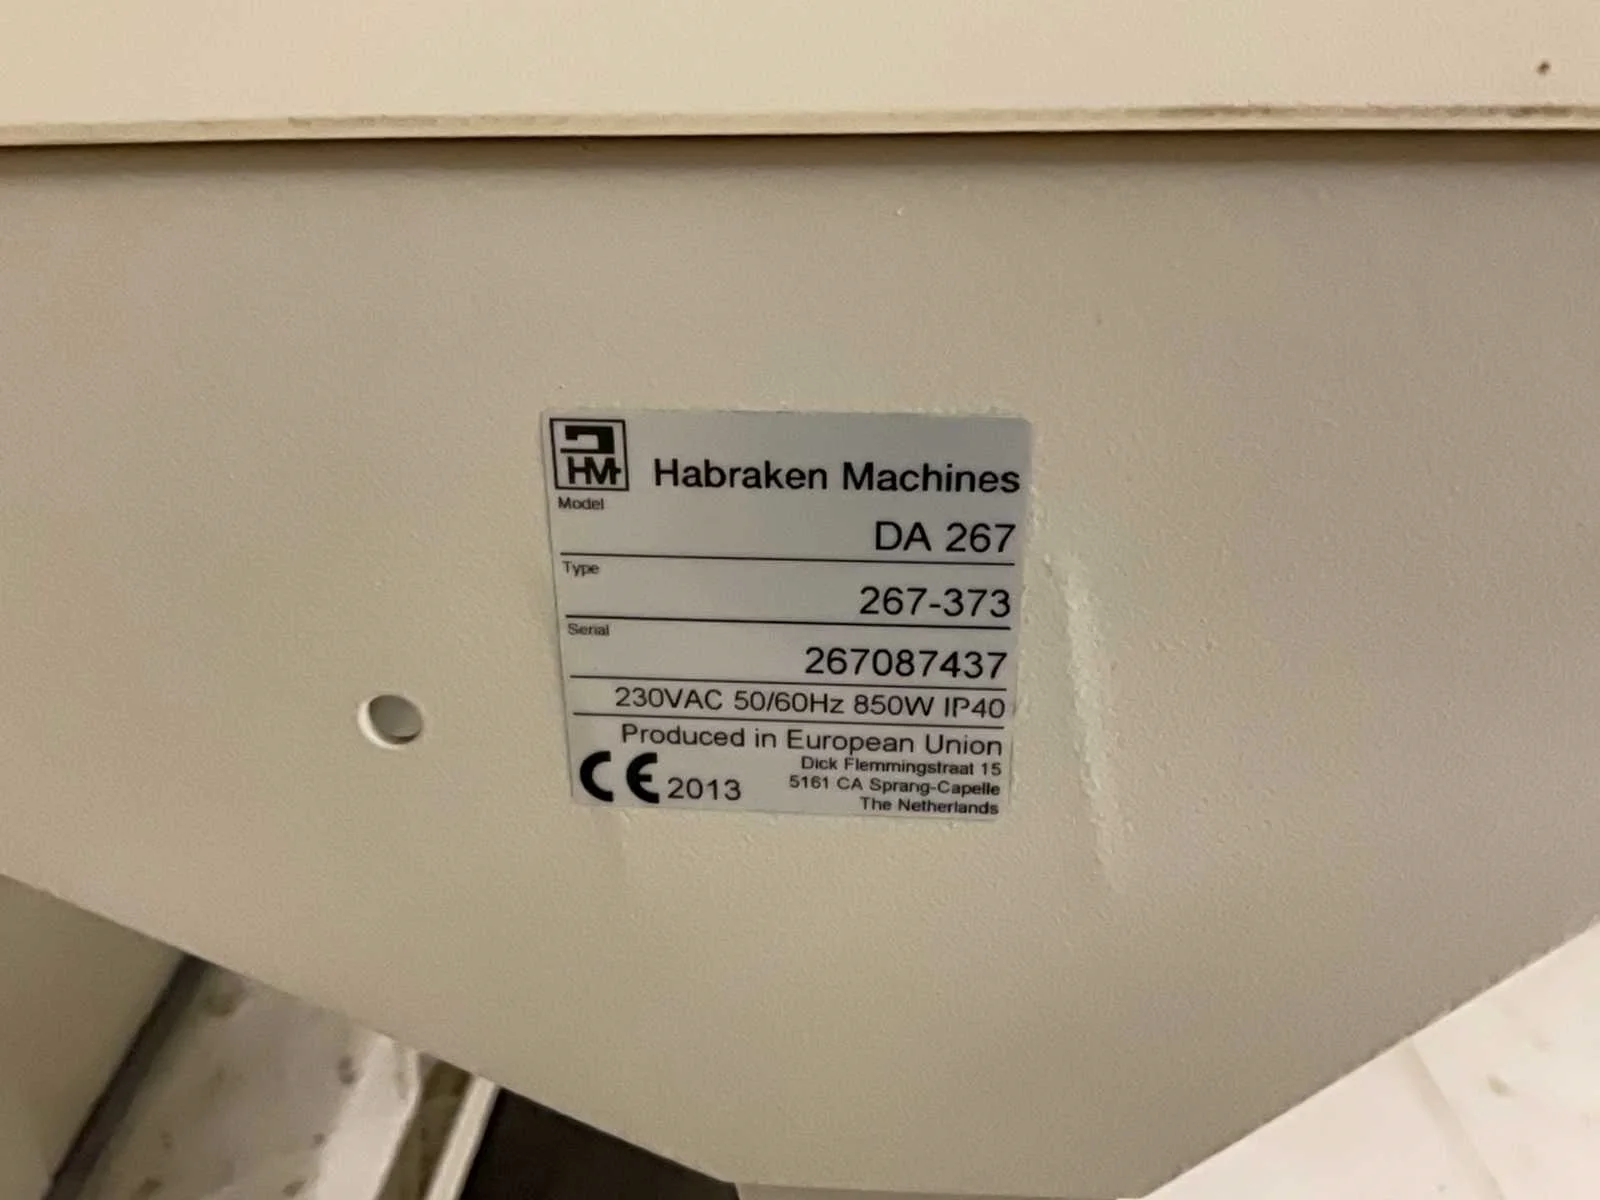 HM
Habraken Machines
Model
DA 267
Type
267-373
Serial
267087437
230VAC 50/60Hz 850W IP40
Produced in European Union
CE 2013
Dick Flemmingstraat 15
5161 CA Sprang-Capelle
The Netherlands